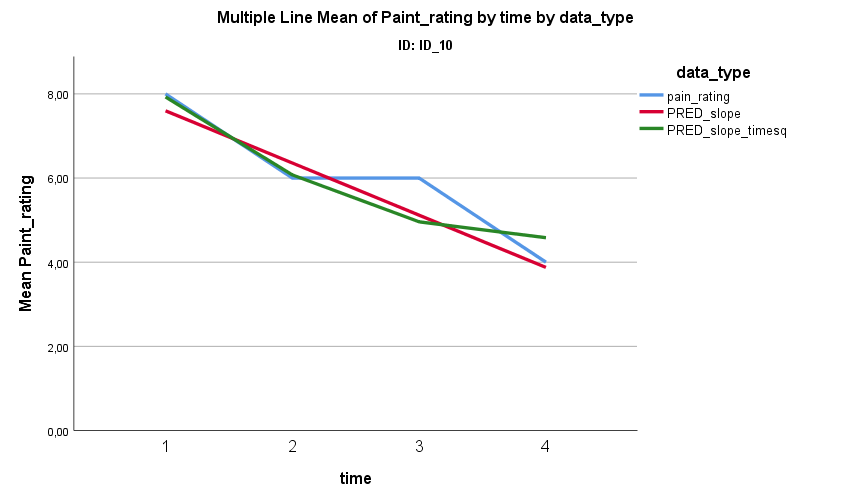 Multiple Line Mean of Paint_rating by time by data_type
ID: ID_10
data_type
pain_rating
PRED_slope
PRED_slope_timesq
Mean Paint_rating
8,00
6,00
4,00
2,00
0,00
1 2 3 4
time